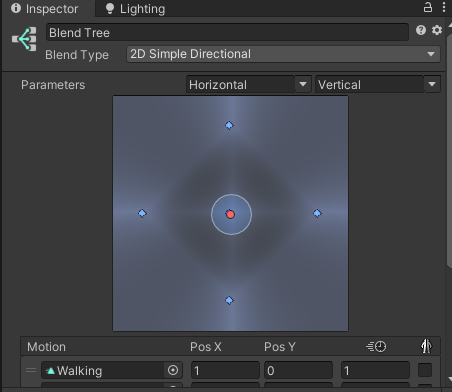 Inspector Lighting
Blend Tree
Blend Type 2D Simple Directional
Parameters Horizontal Vertical
Motion Pos X Pos Y
Walking 1 0 1